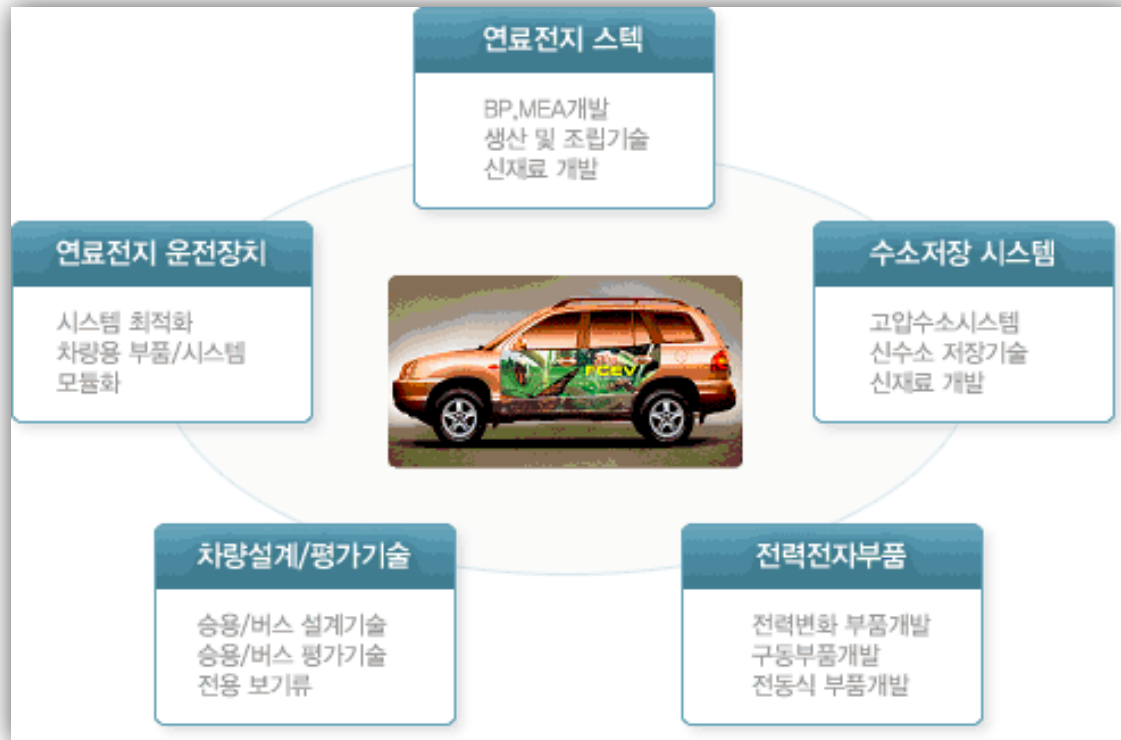 연료전지 스텍
BP,MEA개발
생산 및 조립기술
신재료 개발
연료전지 운전장치
시스템 최적화
차량용 부품/시스템
모듈화
수소저장 시스템
고압수소시스템
신수소 저장기술
신재료 개발
FCEV
차량설계/평가기술
승용/버스 설계기술
승용/버스 평가기술
전용 보기류
전력전자부품
전력변화 부품개발
구동부품개발
전동식 부품개발